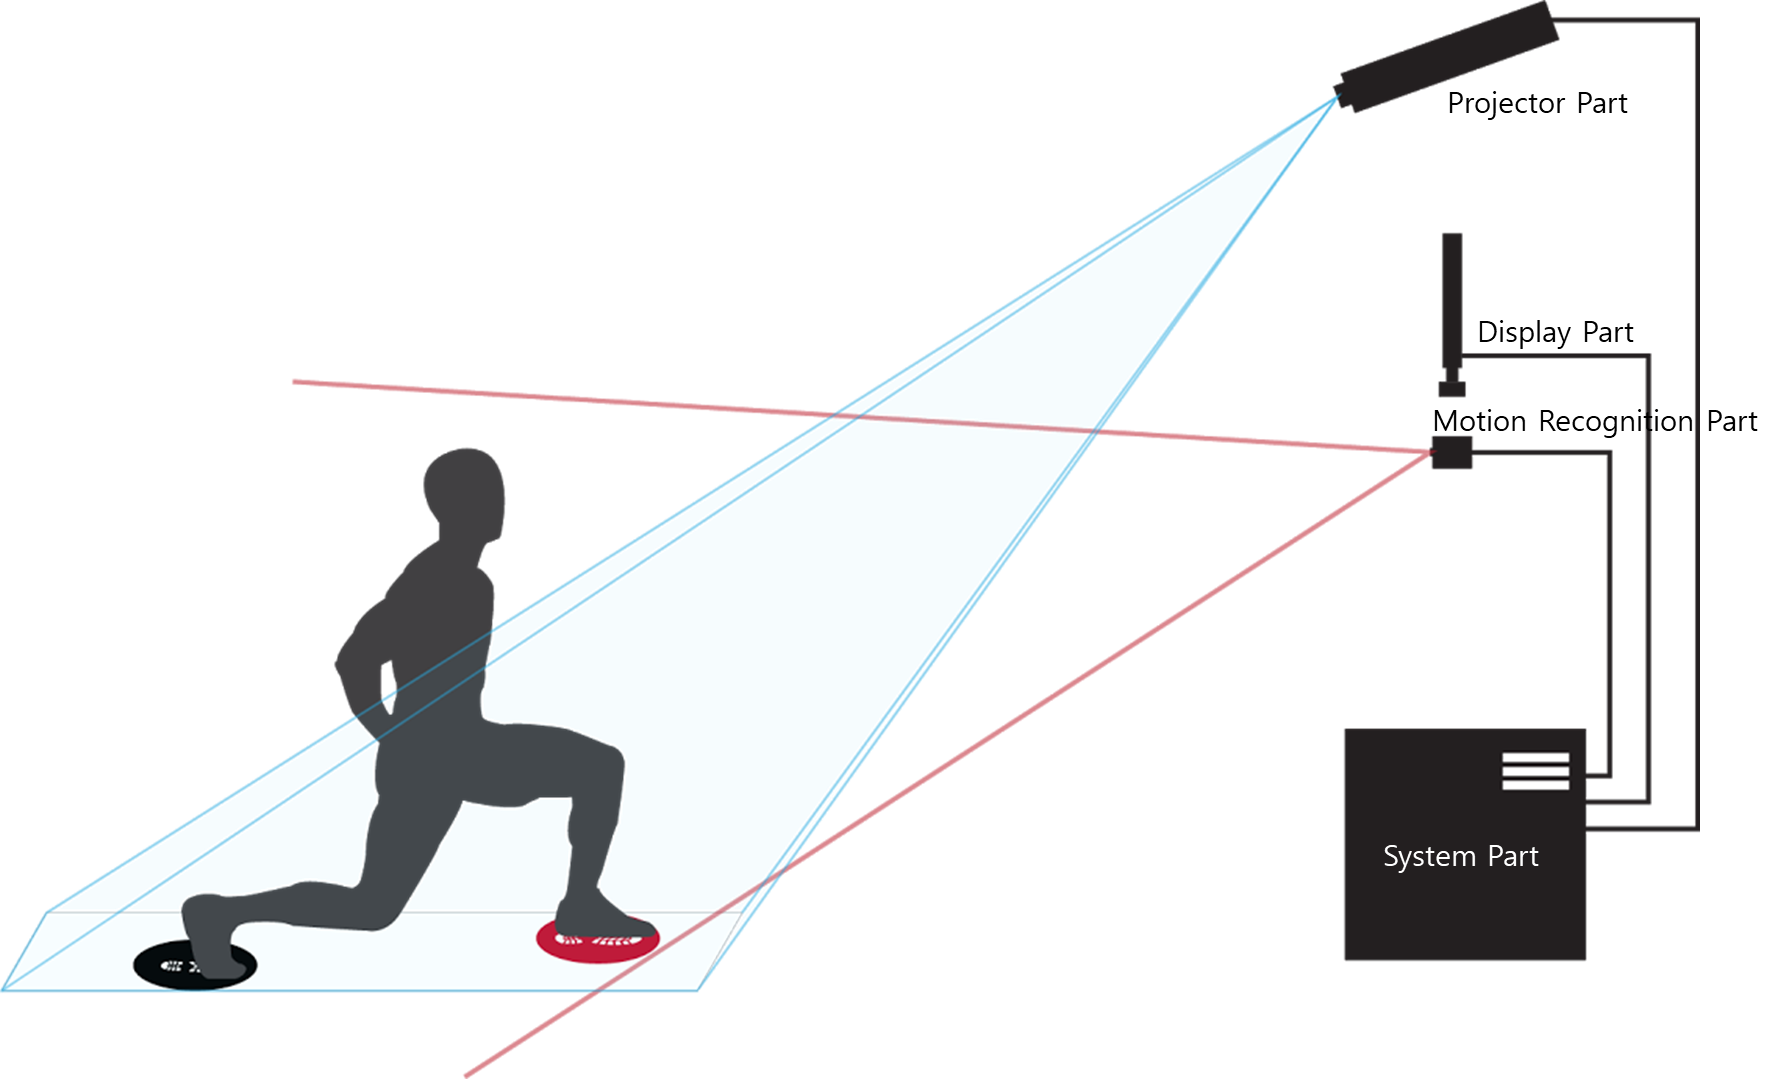 Projector Part
Display Part
Motion Recognition Part
System Part